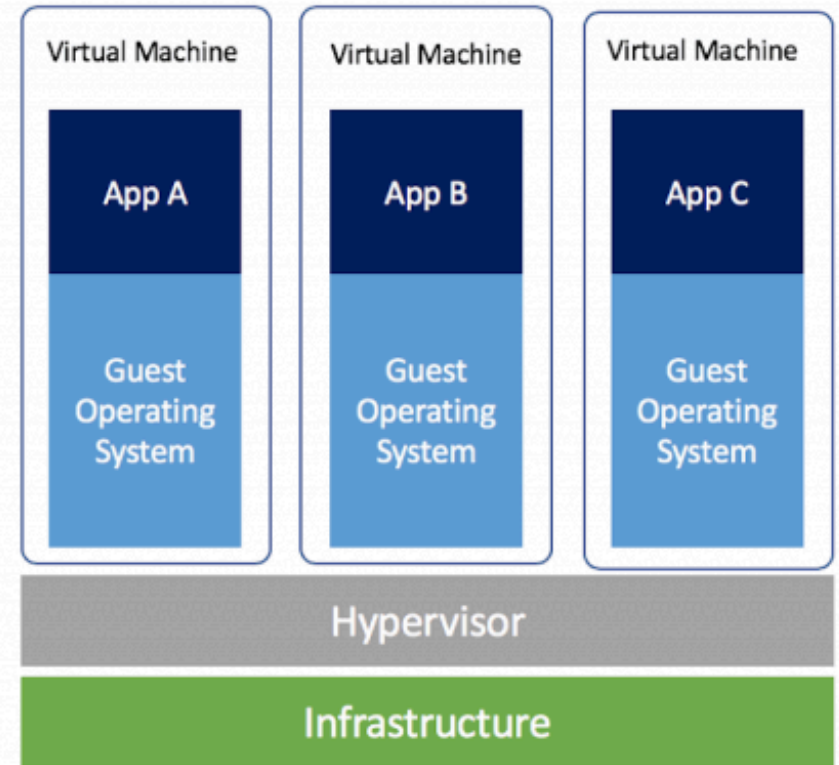 Virtual Machine
Virtual Machine
Virtual Machine
App A
App B
App C
Guest
Operating
System
Guest
Operating
System
Guest
Operating
System
Hypervisor
Infrastructure